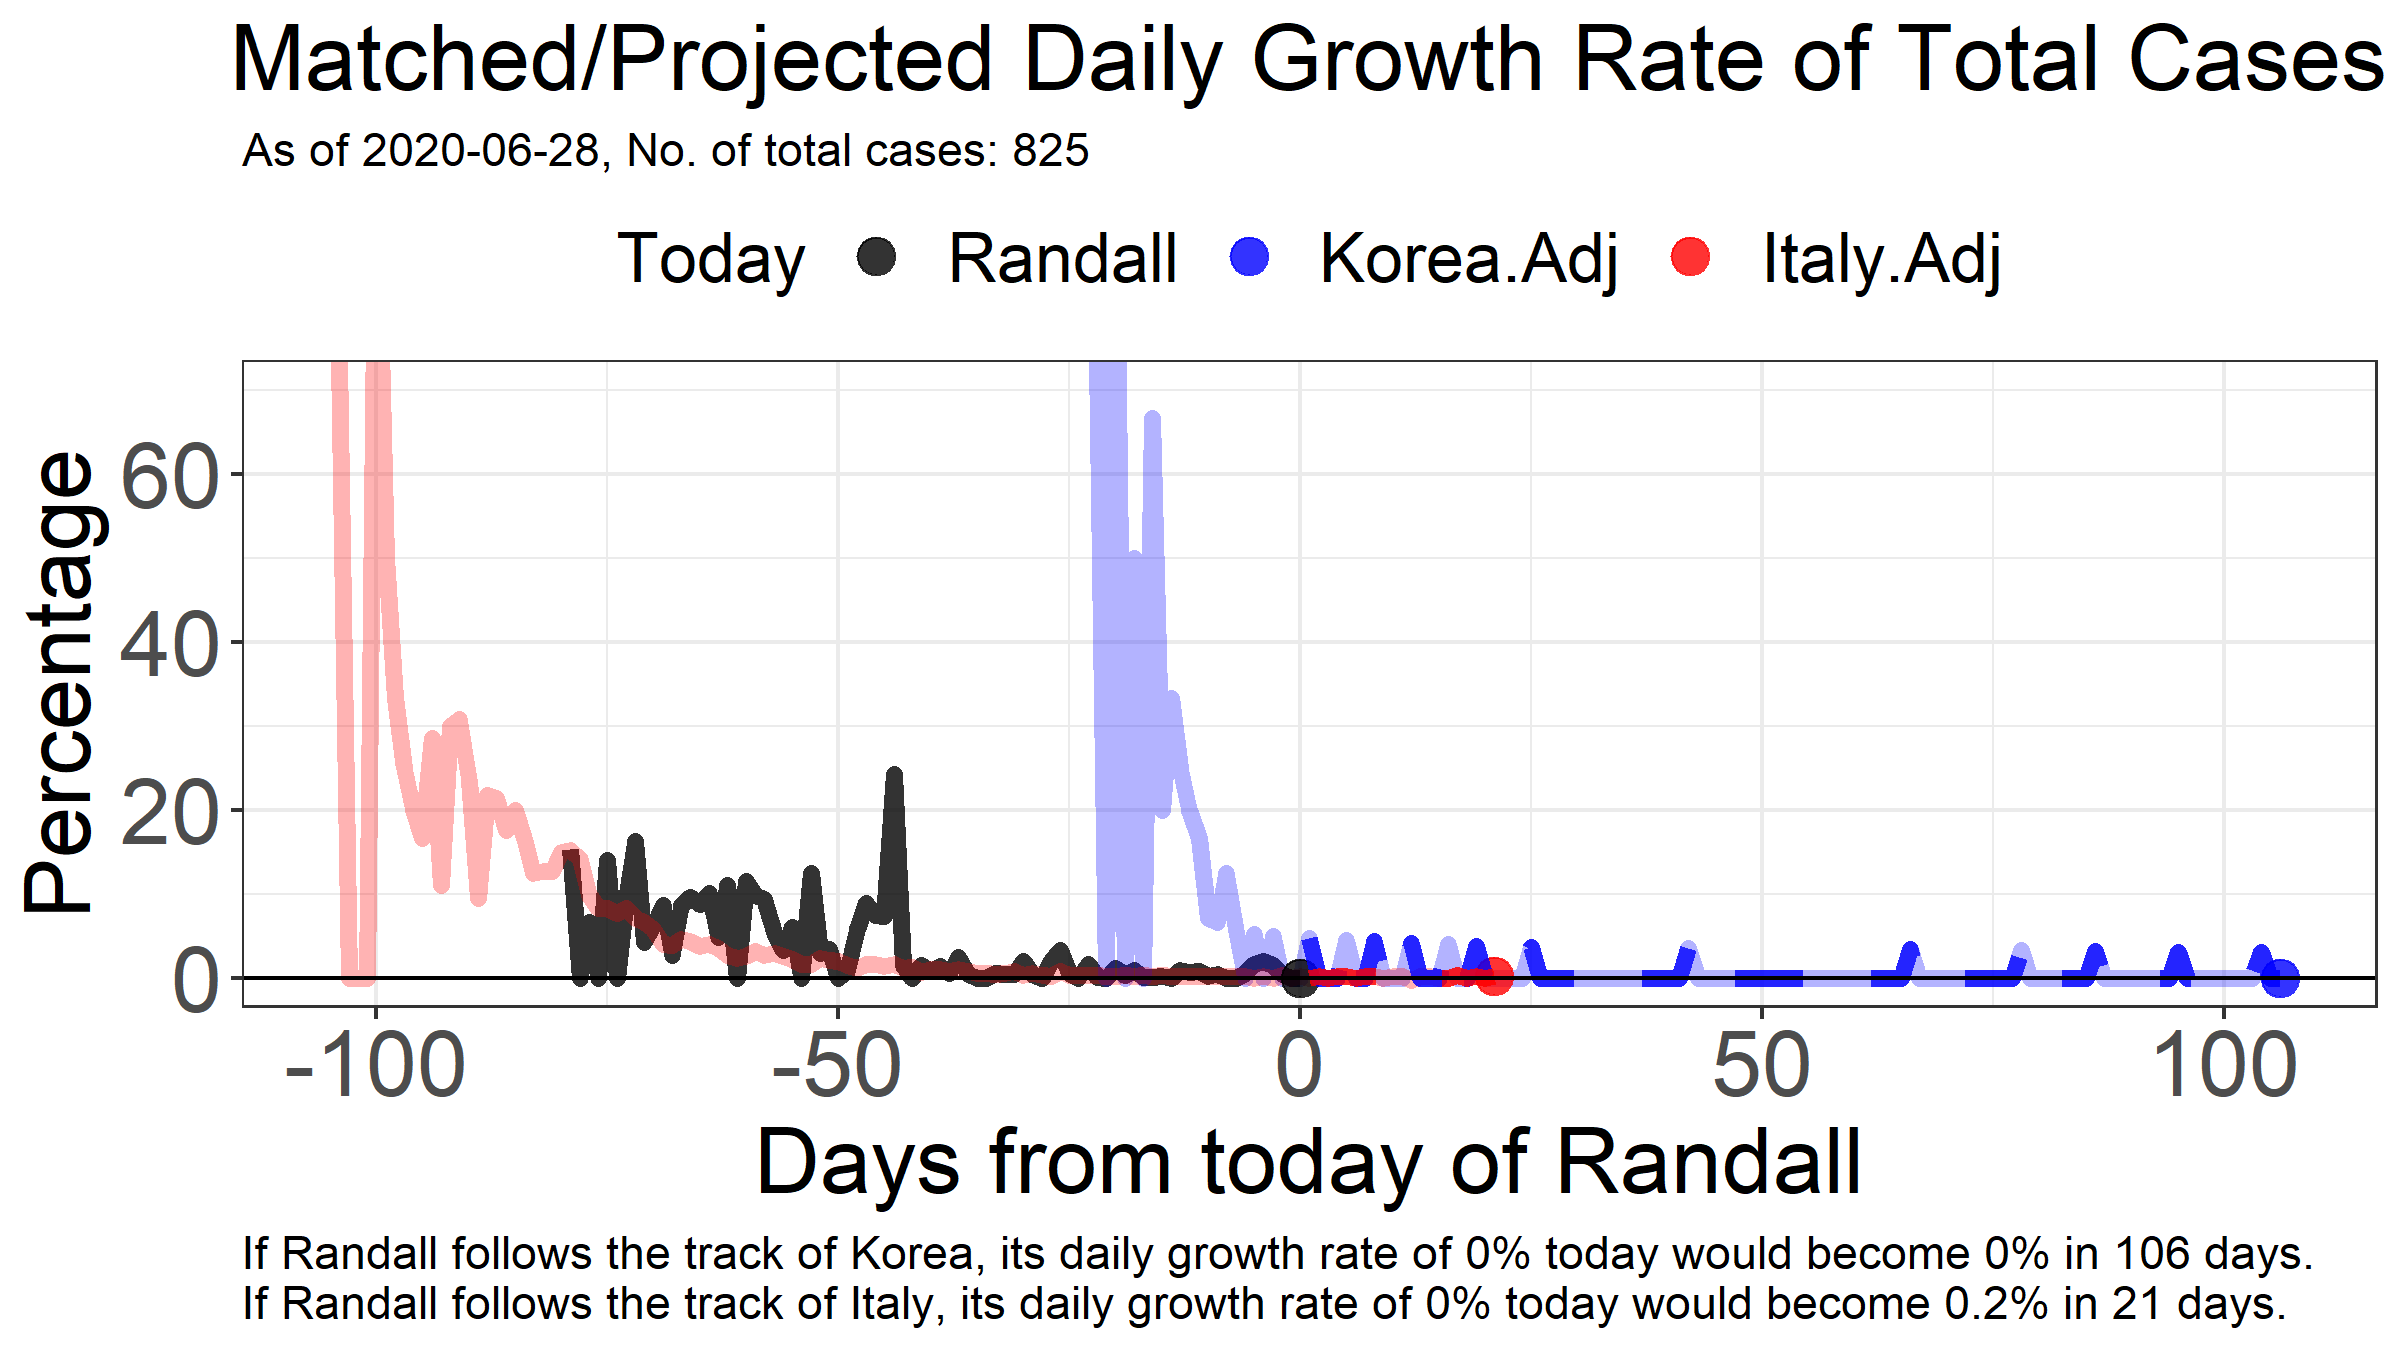 Matched/Projected Daily Growth Rate of Total Cases
As of 2020-06-28, No. of total cases: 825
Today Randall Korea.Adj Italy.Adj
Percentage
60
40
20
0
-100 -50 0 50 100
Days from today of Randall
If Randall follows the track of Korea, its daily growth rate of 0% today would become 0% in 106 days.
If Randall follows the track of Italy, its daily growth rate of 0% today would become 0.2% in 21 days.